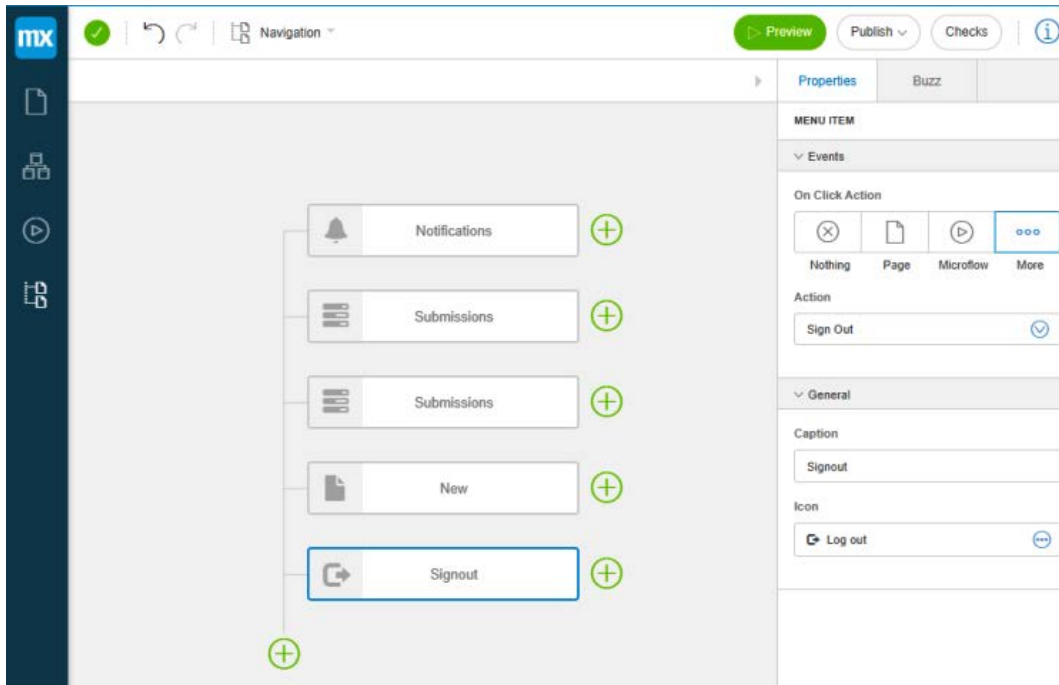 mx Navigation Preview Publish Checks
Properties Buzz
MENU ITEM
Events
On Click Action
Nothing Page Microflow More
Action
Sign Out
General
Caption
Signout
Icon
Log out
Notifications
Submissions
Submissions
New
Signout